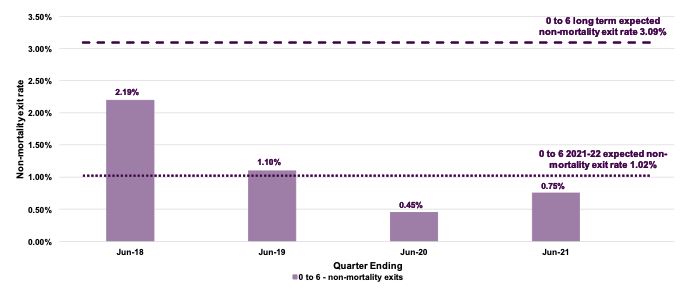 3.50%
0 to 6 long term expected
non-mortality exit rate 3.09%
3.00%
2.50%
2.19%
2.00%
Non-mortality exit rate
1.50%
0 to 6 2021-22 expected non-
mortality exit rate 1.02%
1.10%
1.00%
0.75%
0.50%
0.45%
0.00%
Jun-18 Jun-19 Jun-20 Jun-21
Quarter Ending
0 to 6 - non-mortality exits